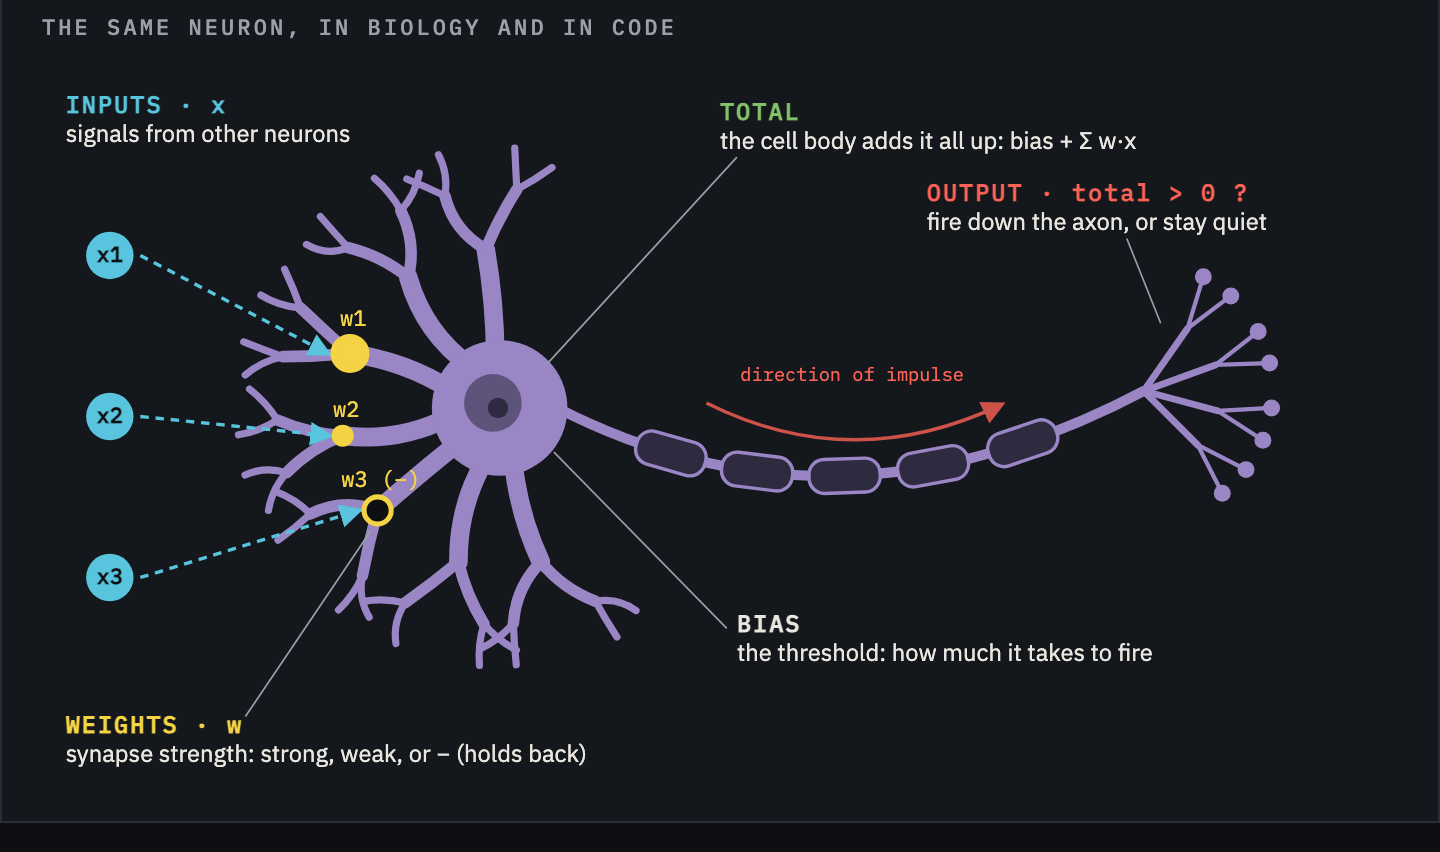 THE SAME NEURON, IN BIOLOGY AND IN CODE
INPUTS · x
signals from other neurons
TOTAL
the cell body adds it all up: bias + Σ w·x
OUTPUT · total > 0 ?
fire down the axon, or stay quiet
x1
w1
direction of impulse
x2
w2
w3 (−)
x3
BIAS
the threshold: how much it takes to fire
WEIGHTS · w
synapse strength: strong, weak, or − (holds back)